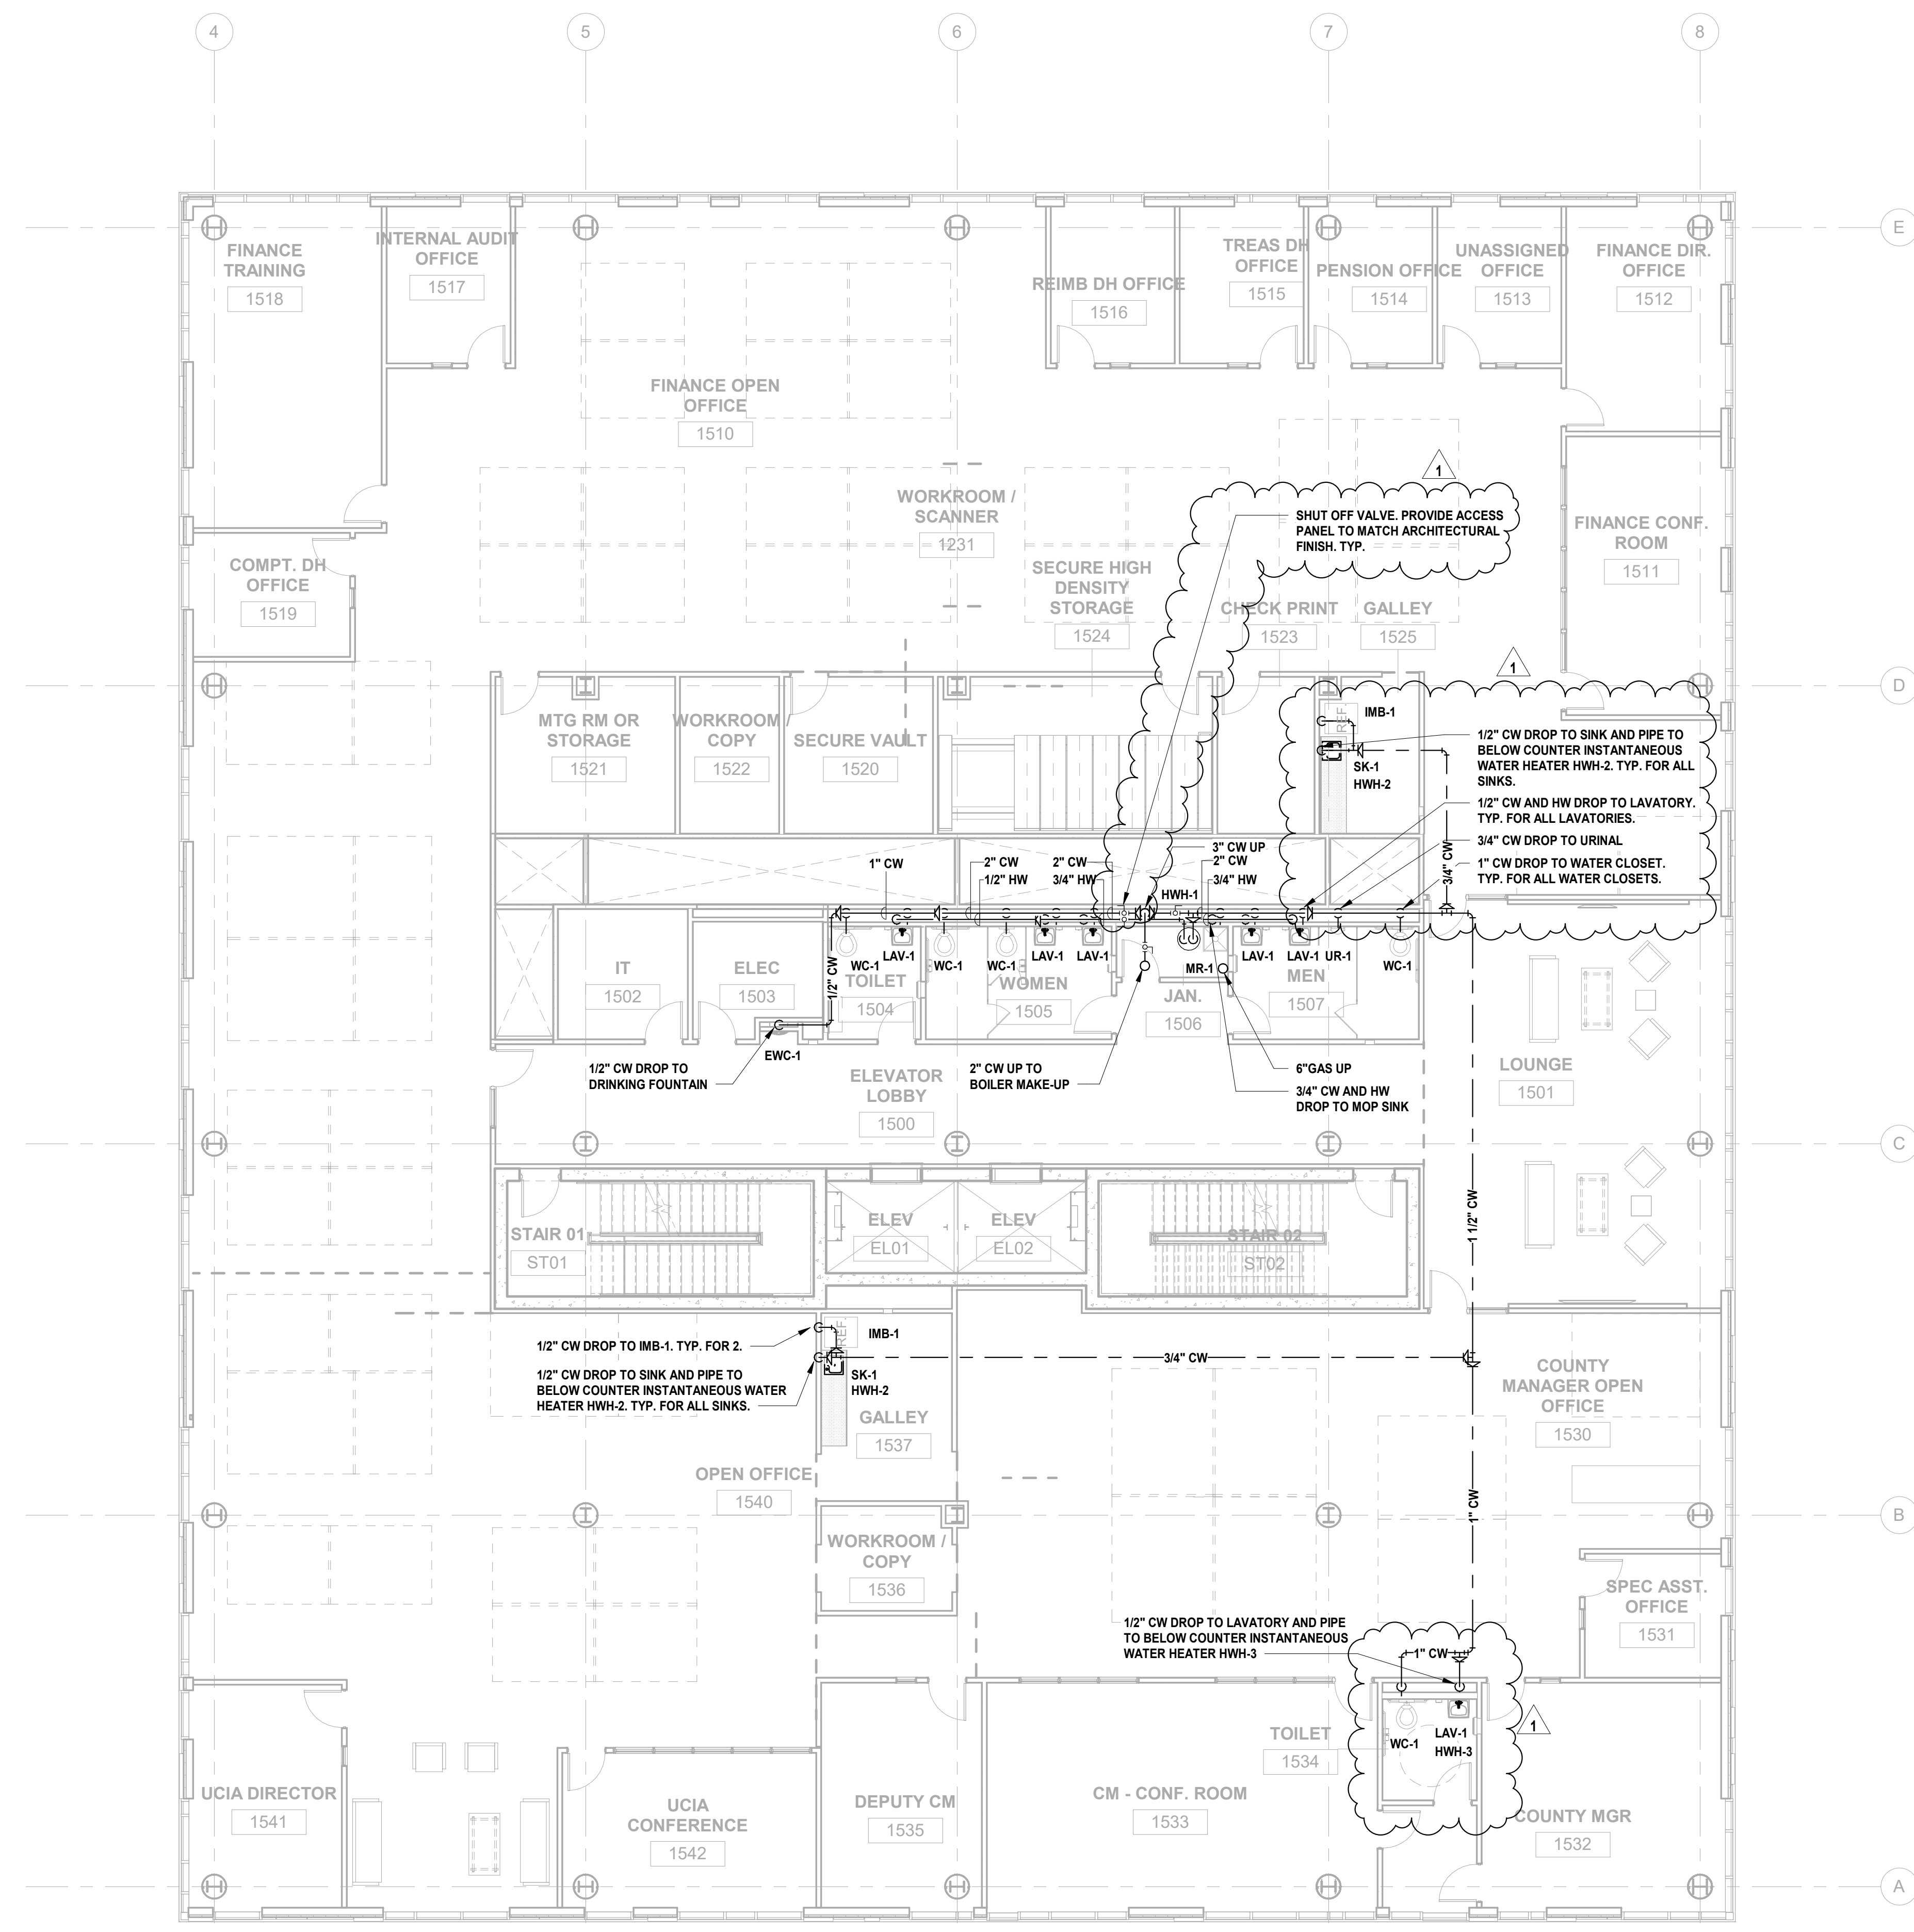 4
5
6
7
8
E
D
C
B
A
FINANCE
TRAINING
1518
INTERNAL AUDIT
OFFICE
1517
REIMB DH OFFICE
1516
TREAS DH
OFFICE
1515
PENSION OFFICE
1514
UNASSIGNED
OFFICE
1513
FINANCE DIR.
OFFICE
1512
FINANCE OPEN
OFFICE
1510
WORKROOM /
SCANNER
1231
1
SHUT OFF VALVE. PROVIDE ACCESS
PANEL TO MATCH ARCHITECTURAL
FINISH. TYP.
FINANCE CONF.
ROOM
1511
COMPT. DH
OFFICE
1519
SECURE HIGH
DENSITY
STORAGE
1524
CHECK PRINT
1523
GALLEY
1525
1
MTG RM OR
STORAGE
1521
WORKROOM /
COPY
1522
SECURE VAULT
1520
REF.
IMB-1
SK-1
HWH-2
1/2" CW DROP TO SINK AND PIPE TO
BELOW COUNTER INSTANTANEOUS
WATER HEATER HWH-2. TYP. FOR ALL
SINKS.
1/2" CW AND HW DROP TO LAVATORY.
TYP. FOR ALL LAVATORIES.
3/4" CW DROP TO URINAL
1" CW DROP TO WATER CLOSET.
TYP. FOR ALL WATER CLOSETS.
3/4" CW
1" CW
2" CW
1/2" HW
2" CW
3/4" HW
3" CW UP
2" CW
3/4" HW
HWH-1
1/2" CW
WC-1
LAV-1
WC-1
WC-1
LAV-1
LAV-1
MR-1
LAV-1
LAV-1
UR-1
WC-1
IT
1502
ELEC
1503
TOILET
1504
WOMEN
1505
JAN.
1506
MEN
1507
EWC-1
1/2" CW DROP TO
DRINKING FOUNTAIN
2" CW UP TO
BOILER MAKE-UP
6"GAS UP
3/4" CW AND HW
DROP TO MOP SINK
ELEVATOR
LOBBY
1500
LOUNGE
1501
1 1/2" CW
STAIR 01
ST01
ELEV
EL01
ELEV
EL02
STAIR 02
ST02
REF.
IMB-1
1/2" CW DROP TO IMB-1. TYP. FOR 2.
1/2" CW DROP TO SINK AND PIPE TO
BELOW COUNTER INSTANTANEOUS WATER
HEATER HWH-2. TYP. FOR ALL SINKS.
SK-1
HWH-2
3/4" CW
GALLEY
1537
COUNTY
MANAGER OPEN
OFFICE
1530
OPEN OFFICE
1540
1" CW
WORKROOM /
COPY
1536
SPEC ASST.
OFFICE
1531
1/2" CW DROP TO LAVATORY AND PIPE
TO BELOW COUNTER INSTANTANEOUS
WATER HEATER HWH-3
1" CW
1
WC-1
LAV-1
HWH-3
TOILET
1534
UCIA DIRECTOR
1541
UCIA
CONFERENCE
1542
DEPUTY CM
1535
CM - CONF. ROOM
1533
COUNTY MGR
1532